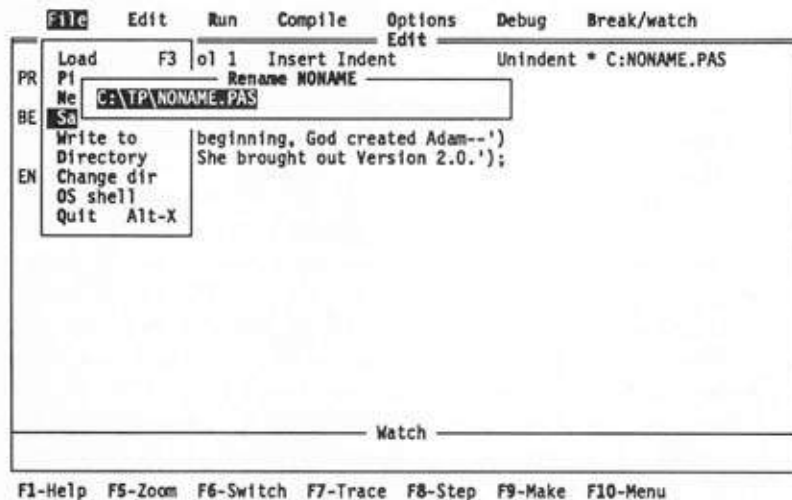 File Edit Run Compile Options Debug Break/watch
Edit
Load F3 ol 1 Insert Indent Unindent * C:NONAME.PAS
PR Pi Rename NONAME
Ne C:\TP\NONAME.PAS
BE Sa
Write to beginning, God created Adam--')
Directory She brought out Version 2.0.');
EN Change dir
OS shell
Quit Alt-X
Watch
F1-Help F5-Zoom F6-Switch F7-Trace F8-Step F9-Make F10-Menu